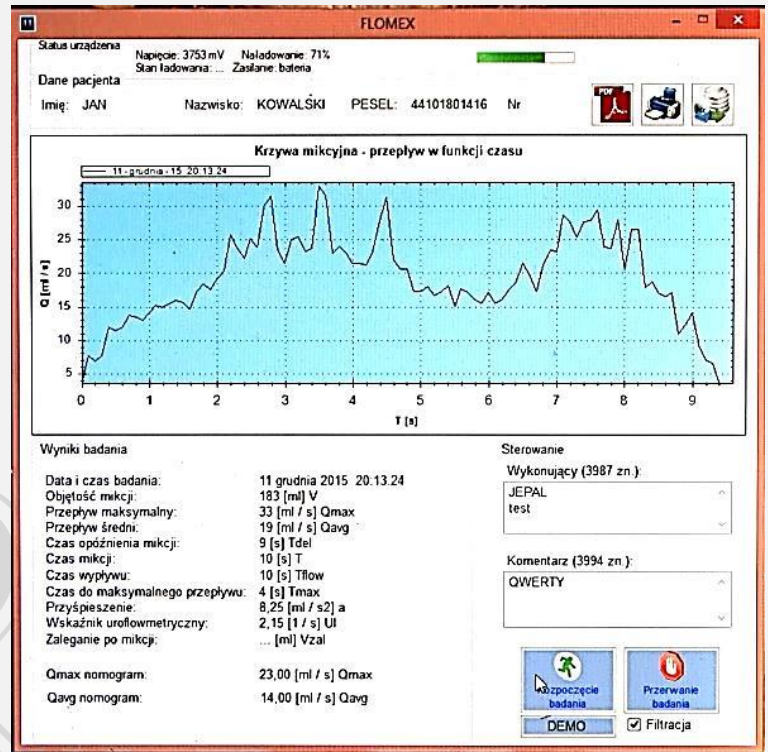 FLOMEX
Status urządzenia
Napięcie: 3753 mV Naładowanie: 71%
Stan ładowania: ... Zasilanie: bateria
Dane pacjenta
Imię: JAN Nazwisko: KOWALSKI PESEL: 44101801416 Nr
PDF
Krzywa mikcyjna - przepływ w funkcji czasu
11-grudnia-15 20:13:24
Q [ml / s]
30
25
20
15
10
5
0 1 2 3 4 5 6 7 8 9
T [s]
Wyniki badania
Data i czas badania: 11 grudnia 2015 20:13.24
Objętość mikcji: 183 [ml] V
Przepływ maksymalny: 33 [ml / s] Qmax
Przepływ średni: 19 [ml / s] Qavg
Czas opóźnienia mikcji: 9 [s] Tdel
Czas mikcji: 10 [s] T
Czas wypływu: 10 [s] Tflow
Czas do maksymalnego przepływu: 4 [s] Tmax
Przyśpieszenie: 8,25 [ml / s2] a
Wskaźnik uroflowmetryczny: 2,15 [1 / s] UI
Zaleganie po mikcji: ... [ml] Vzal
Qmax nomogram: 23,00 [ml / s] Qmax
Qavg nomogram: 14,00 [ml / s] Qavg
Sterowanie
Wykonujący (3987 zn.):
JEPAL
test
Komentarz (3994 zn.):
QWERTY
Rozpoczęcie
badania
Przerwanie
badania
DEMO
Filtracja